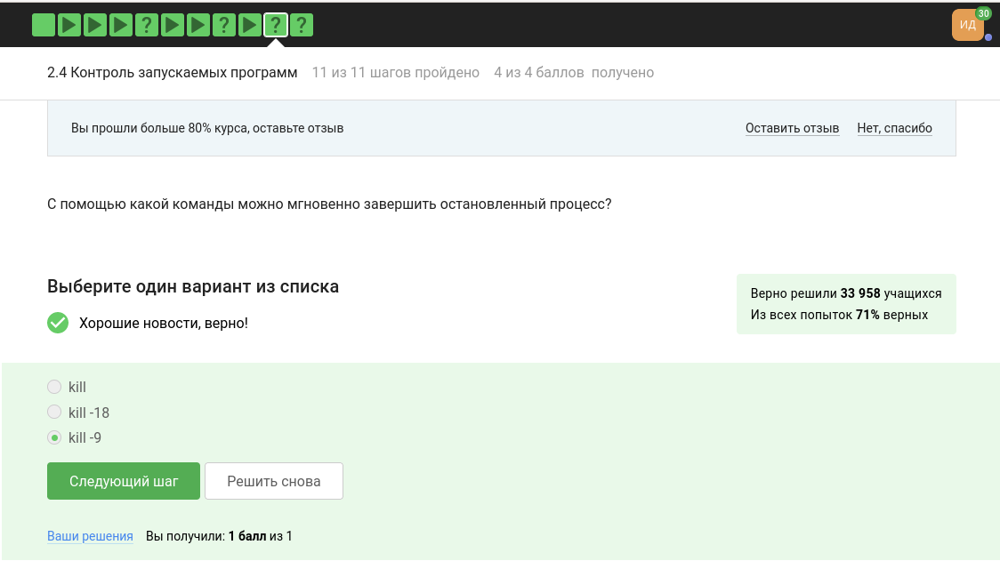 ? ? ? ?
ИД 30
2.4 Контроль запускаемых программ 11 из 11 шагов пройдено 4 из 4 баллов получено
Вы прошли больше 80% курса, оставьте отзыв Оставить отзыв Нет, спасибо
С помощью какой команды можно мгновенно завершить остановленный процесс?
Выберите один вариант из списка
Хорошие новости, верно!
Верно решили 33 958 учащихся
Из всех попыток 71% верных
kill
kill -18
kill -9
Следующий шаг Решить снова
Ваши решения Вы получили: 1 балл из 1